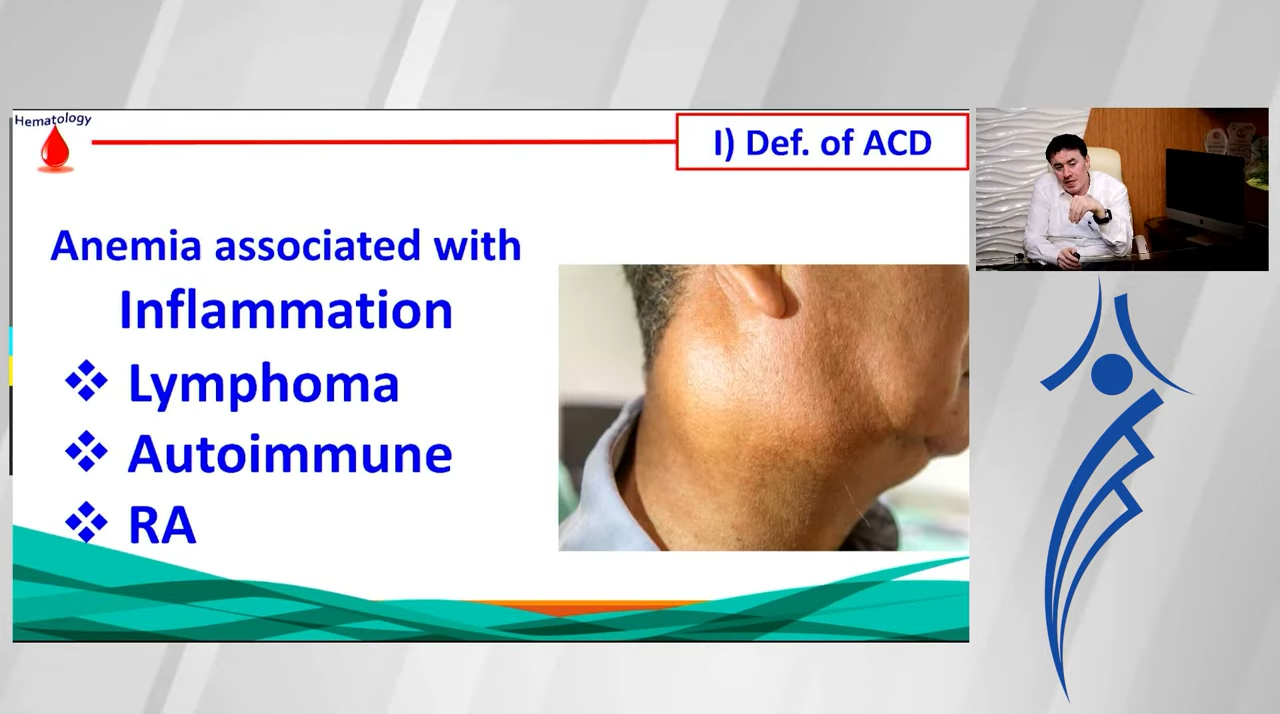 Hematology
I) Def. of ACD
Anemia associated with
Inflammation
Lymphoma
Autoimmune
RA